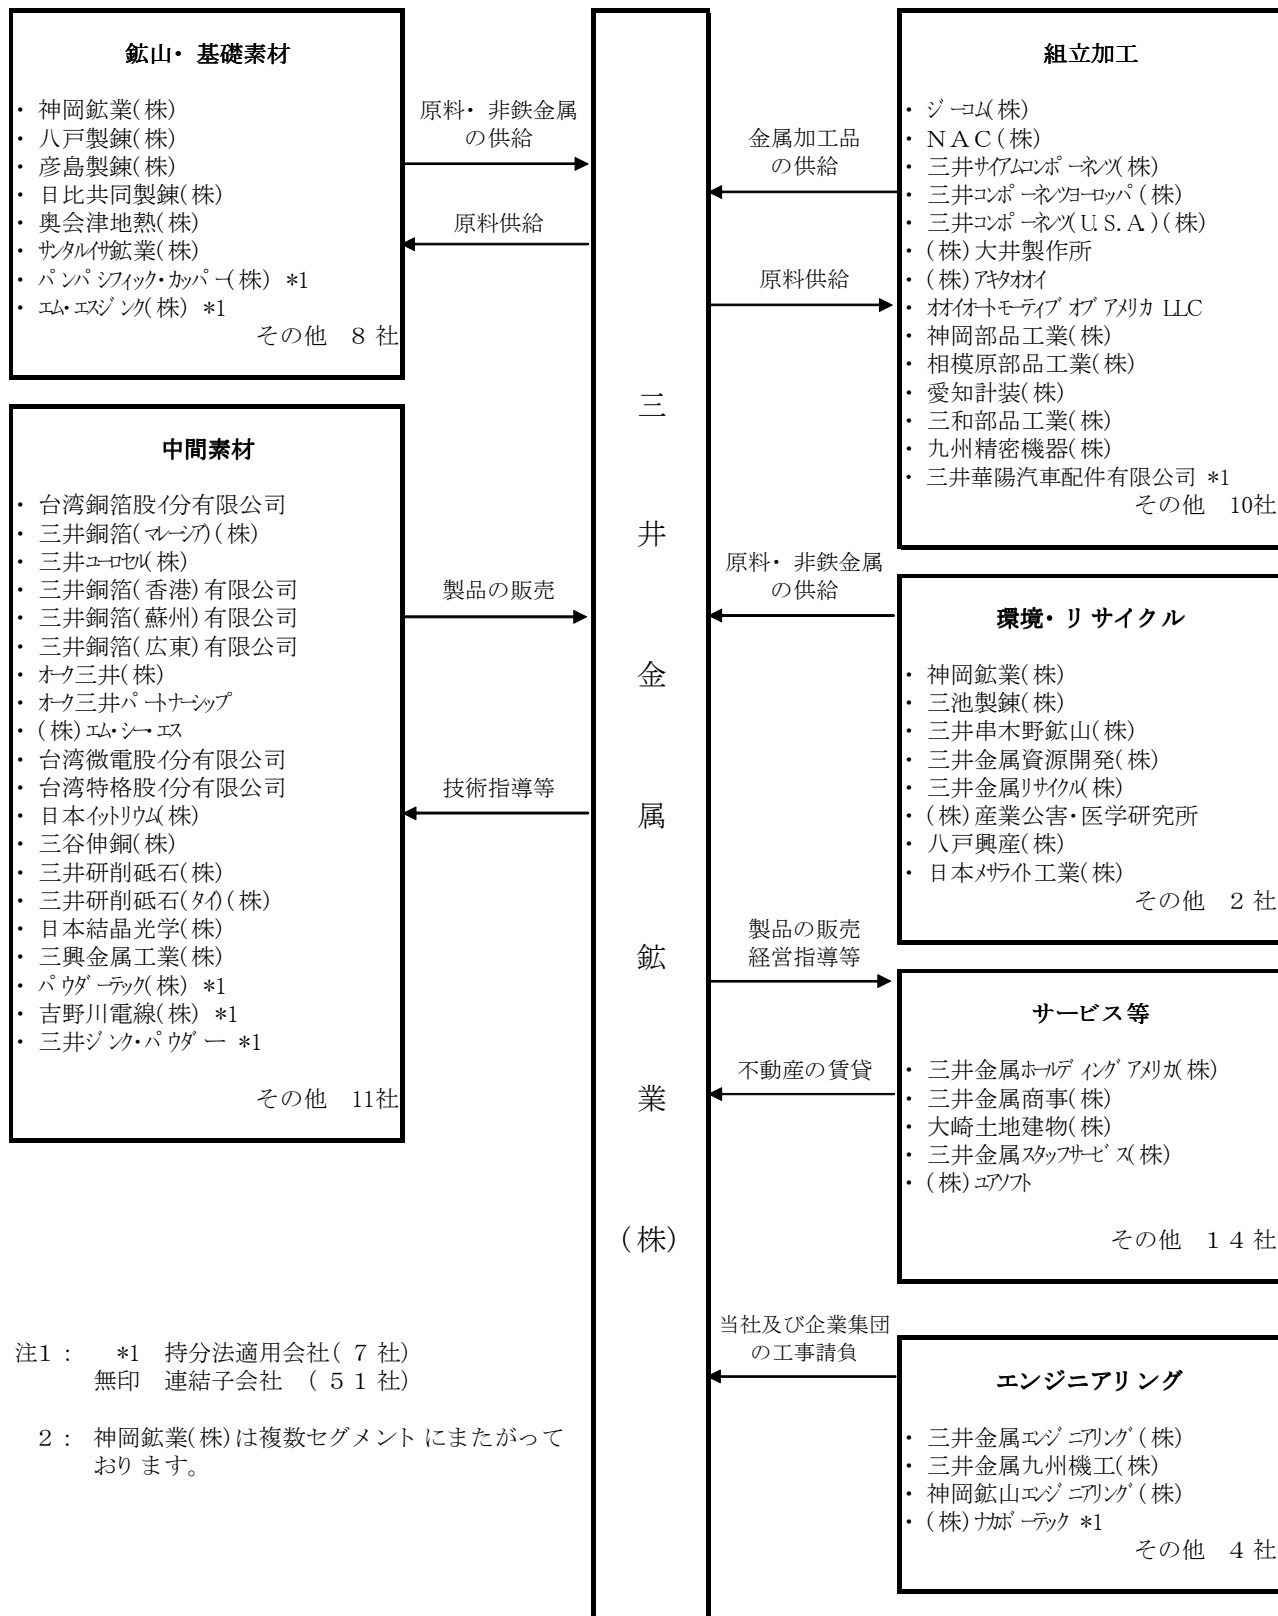 鉱山・基礎素材
・ 神岡鉱業(株)
・ 八戸製錬(株)
・ 彦島製錬(株)
・ 日比共同製錬(株)
・ 奥会津地熱(株)
・ サンタルイサ鉱業(株)
・ パンパシフィック・カッパー(株) *1
・ エム・エスジンク(株) *1
その他 8社
原料・非鉄金属
の供給
原料供給
中間素材
・ 台湾銅箔股份有限公司
・ 三井銅箔(マレーシア)(株)
・ 三井ユーロセル(株)
・ 三井銅箔(香港)有限公司
・ 三井銅箔(蘇州)有限公司
・ 三井銅箔(広東)有限公司
・ オーク三井(株)
・ オーク三井パートナーシップ
・ (株)エム・シー・エス
・ 台湾微電股份有限公司
・ 台湾特格股份有限公司
・ 日本イットリウム(株)
・ 三谷伸銅(株)
・ 三井研削砥石(株)
・ 三井研削砥石(タイ)(株)
・ 日本結晶光学(株)
・ 三興金属工業(株)
・ パウダーテック(株) *1
・ 吉野川電線(株) *1
・ 三井ジンク・パウダー *1
その他 11社
製品の販売
技術指導等
三
井
金
属
鉱
業
(株)
金属加工品
の供給
原料供給
組立加工
・ ジーコム(株)
・ NAC(株)
・ 三井サイアムコンポーネンツ(株)
・ 三井コンポーネンツヨーロッパ(株)
・ 三井コンポーネンツ(U.S.A.)(株)
・ (株)大井製作所
・ (株)アキタオオイ
・ オオイオートモーティブ オブ アメリカ LLC
・ 神岡部品工業(株)
・ 相模原部品工業(株)
・ 愛知計装(株)
・ 三和部品工業(株)
・ 九州精密機器(株)
・ 三井華陽汽車配件有限公司 *1
その他 10社
原料・非鉄金属
の供給
環境・リサイクル
・ 神岡鉱業(株)
・ 三池製錬(株)
・ 三井串木野鉱山(株)
・ 三井金属資源開発(株)
・ 三井金属リサイクル(株)
・ (株)産業公害・医学研究所
・ 八戸興産(株)
・ 日本メサライト工業(株)
その他 2社
製品の販売
経営指導等
不動産の賃貸
サービス等
・ 三井金属ホールディングアメリカ(株)
・ 三井金属商事(株)
・ 大崎土地建物(株)
・ 三井金属スタッフサービス(株)
・ (株)ユアソフト
その他 14社
当社及び企業集団
の工事請負
エンジニアリング
・ 三井金属エンジニアリング(株)
・ 三井金属九州機工(株)
・ 神岡鉱山エンジニアリング(株)
・ (株)ナカボーテック *1
その他 4社
注1: *1 持分法適用会社(7社)
無印 連結子会社 (51社)
2: 神岡鉱業(株)は複数セグメントにまたがって
おります。